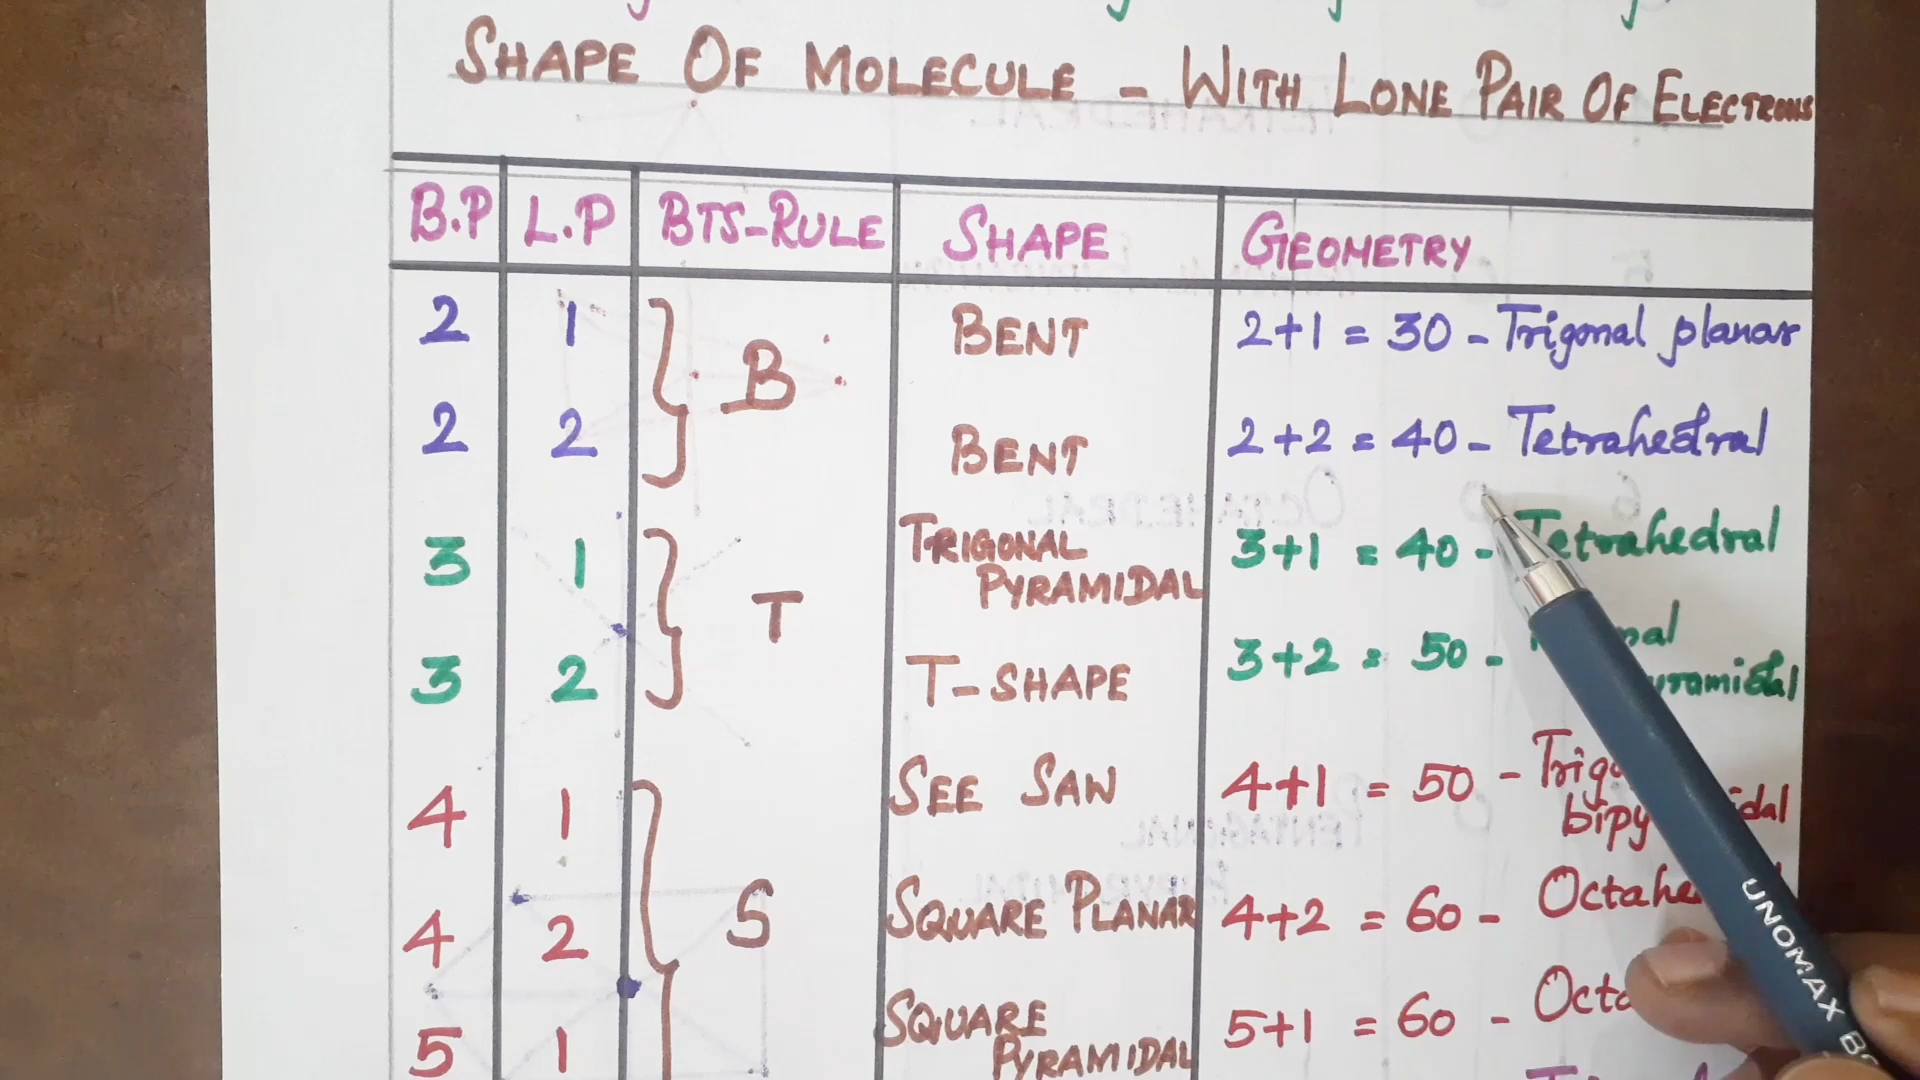 SHAPE OF MOLECULE - WITH LONE PAIR OF ELECTRONS
B.P L.P BTS-RULE SHAPE GEOMETRY
2 1 BENT 2+1 = 30 - Trigonal planar
B
2 2 BENT 2+2 = 40 - Tetrahedral
3 1 TRIGONAL PYRAMIDAL 3+1 = 40 - Tetrahedral
T
3 2 T-SHAPE 3+2 = 50 -
4 1 SEE SAW 4+1 = 50 -
S
4 2 SQUARE PLANAR 4+2 = 60 -
5 1 SQUARE PYRAMIDAL 5+1 = 60 -
UNOMAX